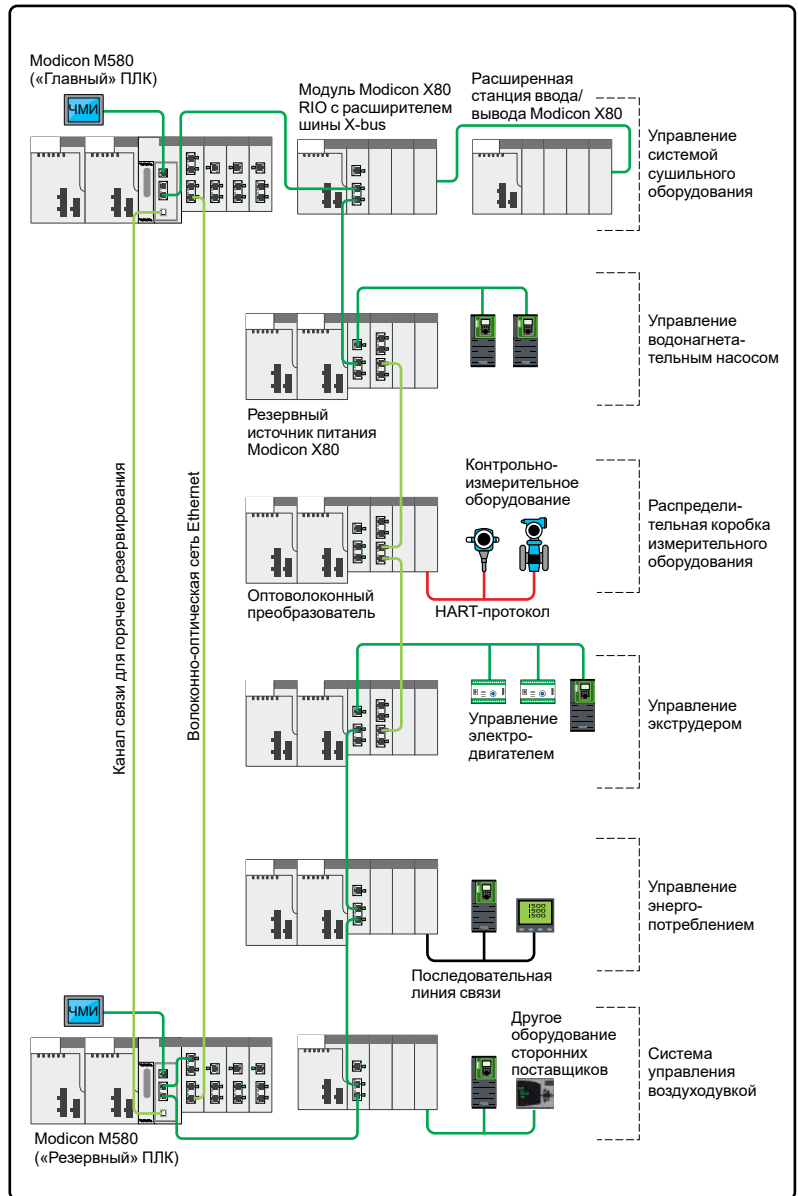 Modicon M580
(«Главный» ПЛК)
ЧМИ
Модуль Modicon X80
RIO с расширителем
шины X-bus
Расширенная
станция ввода/
вывода Modicon X80
Управление
системой
сушильного
оборудования
Управление
водонагнета-
тельным насосом
Резервный
источник питания
Modicon X80
Контрольно-
измерительное
оборудование
Распредели-
тельная коробка
измерительного
оборудования
Оптоволоконный
преобразователь
HART-протокол
Канал связи для горячего резервирования
Волоконно-оптическая сеть Ethernet
Управление
электро-
двигателем
Управление
экструдером
1500
1500
1500
Управление
энерго-
потреблением
Последовательная
линия связи
ЧМИ
Другое
оборудование
сторонних
поставщиков
Система
управления
воздуходувкой
Modicon M580
(«Резервный» ПЛК)